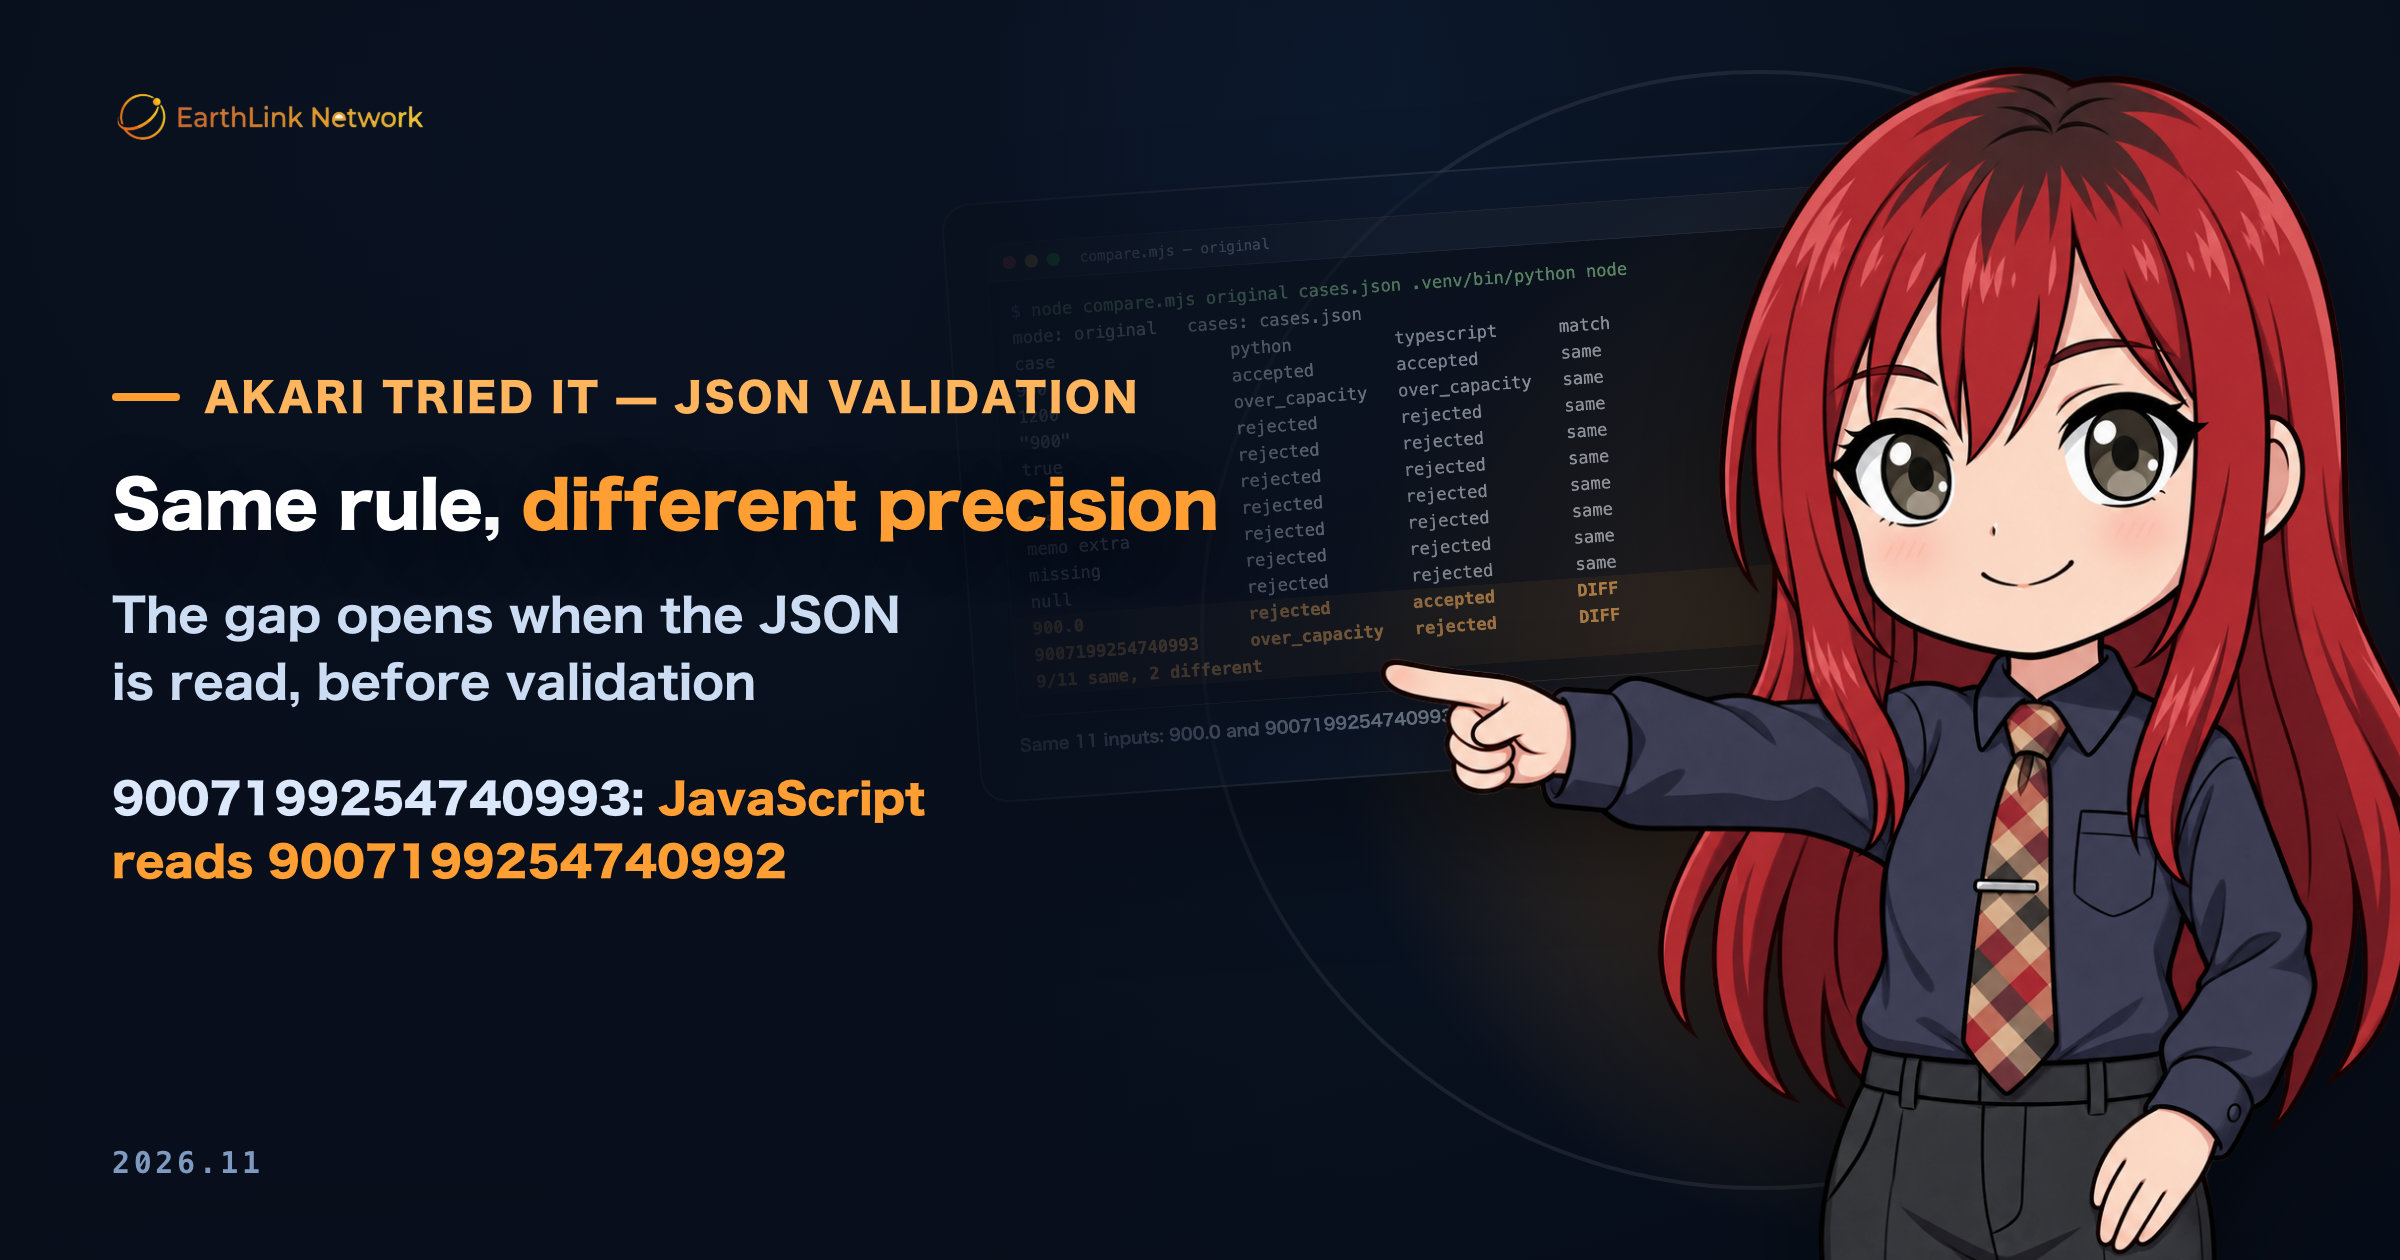 EarthLink Network
AKARI TRIED IT — JSON VALIDATION
Same rule, different precision
The gap opens when the JSON
is read, before validation
9007199254740993: JavaScript
reads 9007199254740992
2026.11
compare.mjs — original
$ node compare.mjs original cases.json .venv/bin/python node
mode: original cases: cases.json
case python typescript match
accepted accepted same
1200 over_capacity over_capacity same
"900" rejected rejected same
true rejected rejected same
rejected rejected same
rejected rejected same
rejected rejected same
memo extra rejected rejected same
missing rejected rejected same
null rejected accepted DIFF
900.0 over_capacity rejected DIFF
9007199254740993
9/11 same, 2 different
Same 11 inputs: 900.0 and 9007199254740993